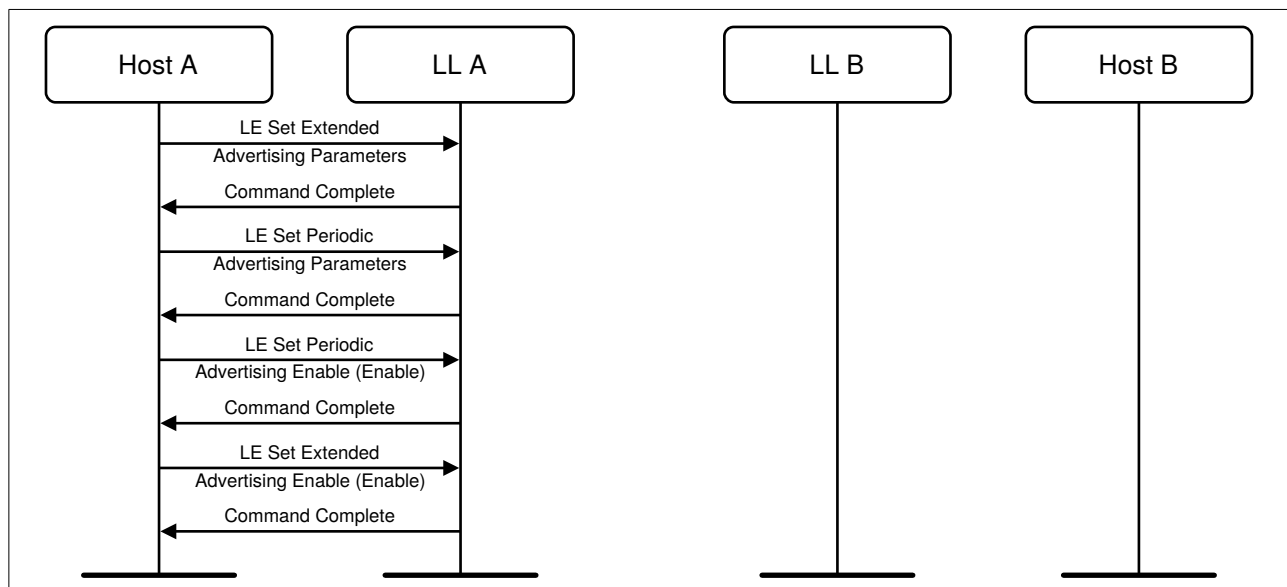 Host A
LL A
LL B
Host B
LE Set Extended
Advertising Parameters
Command Complete
LE Set Periodic
Advertising Parameters
Command Complete
LE Set Periodic
Advertising Enable (Enable)
Command Complete
LE Set Extended
Advertising Enable (Enable)
Command Complete